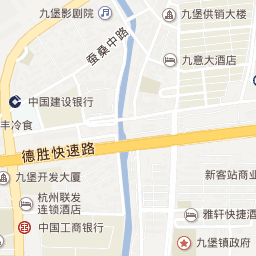 九堡影剧院
九堡供销大楼
蚕桑中路
九意大酒店
中国建设银行
丰冷食
德胜快速路
九堡开发大厦
新客站商业
杭州联发
连锁酒店
雅轩快捷酒
中国工商银行
九堡镇政府